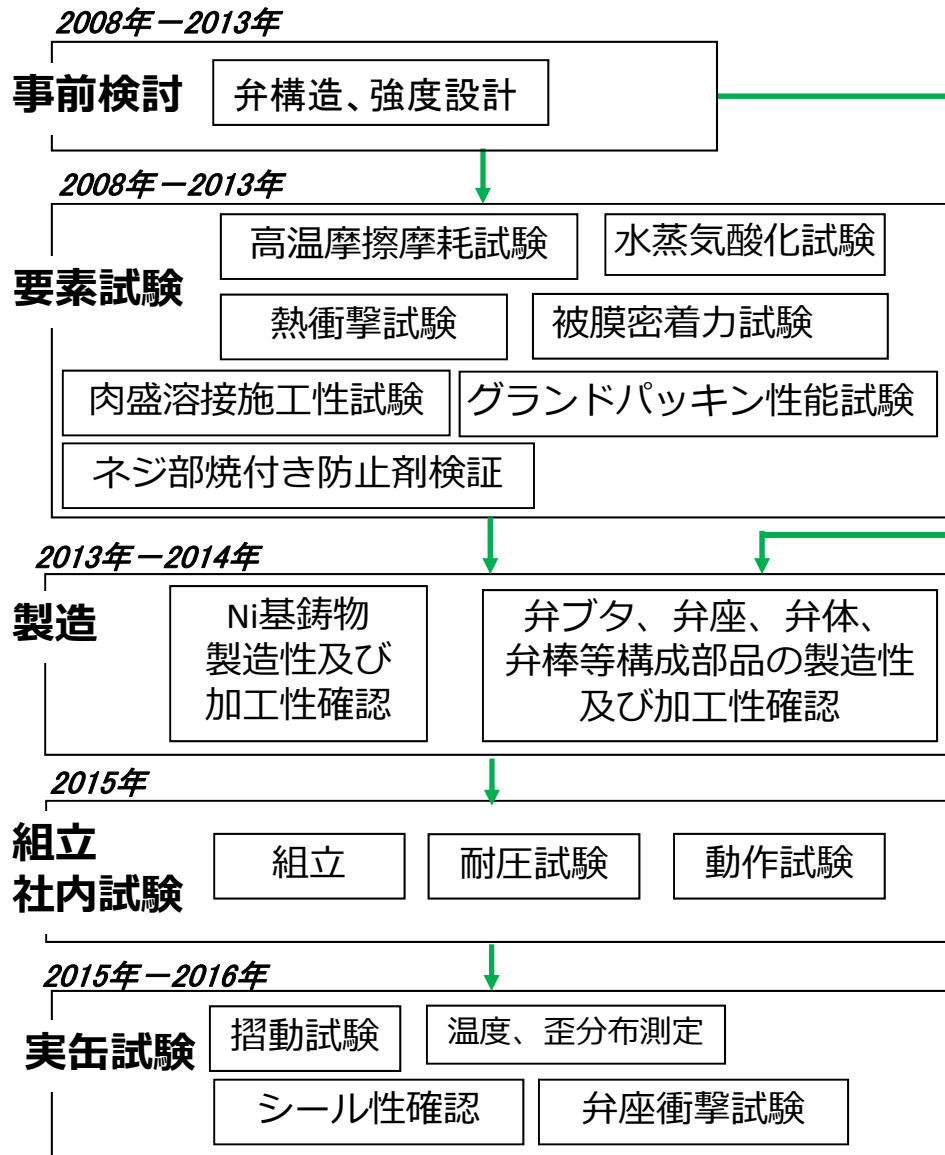 2008年－2013年
事前検討
弁構造、強度設計
2008年－2013年
要素試験
高温摩擦摩耗試験
水蒸気酸化試験
熱衝撃試験
被膜密着力試験
肉盛溶接施工性試験
グランドパッキン性能試験
ネジ部焼付き防止剤検証
2013年－2014年
製造
Ni基鋳物
製造性及び
加工性確認
弁ブタ、弁座、弁体、
弁棒等構成部品の製造性
及び加工性確認
2015年
組立
社内試験
組立
耐圧試験
動作試験
2015年－2016年
実缶試験
摺動試験
温度、歪分布測定
シール性確認
弁座衝撃試験